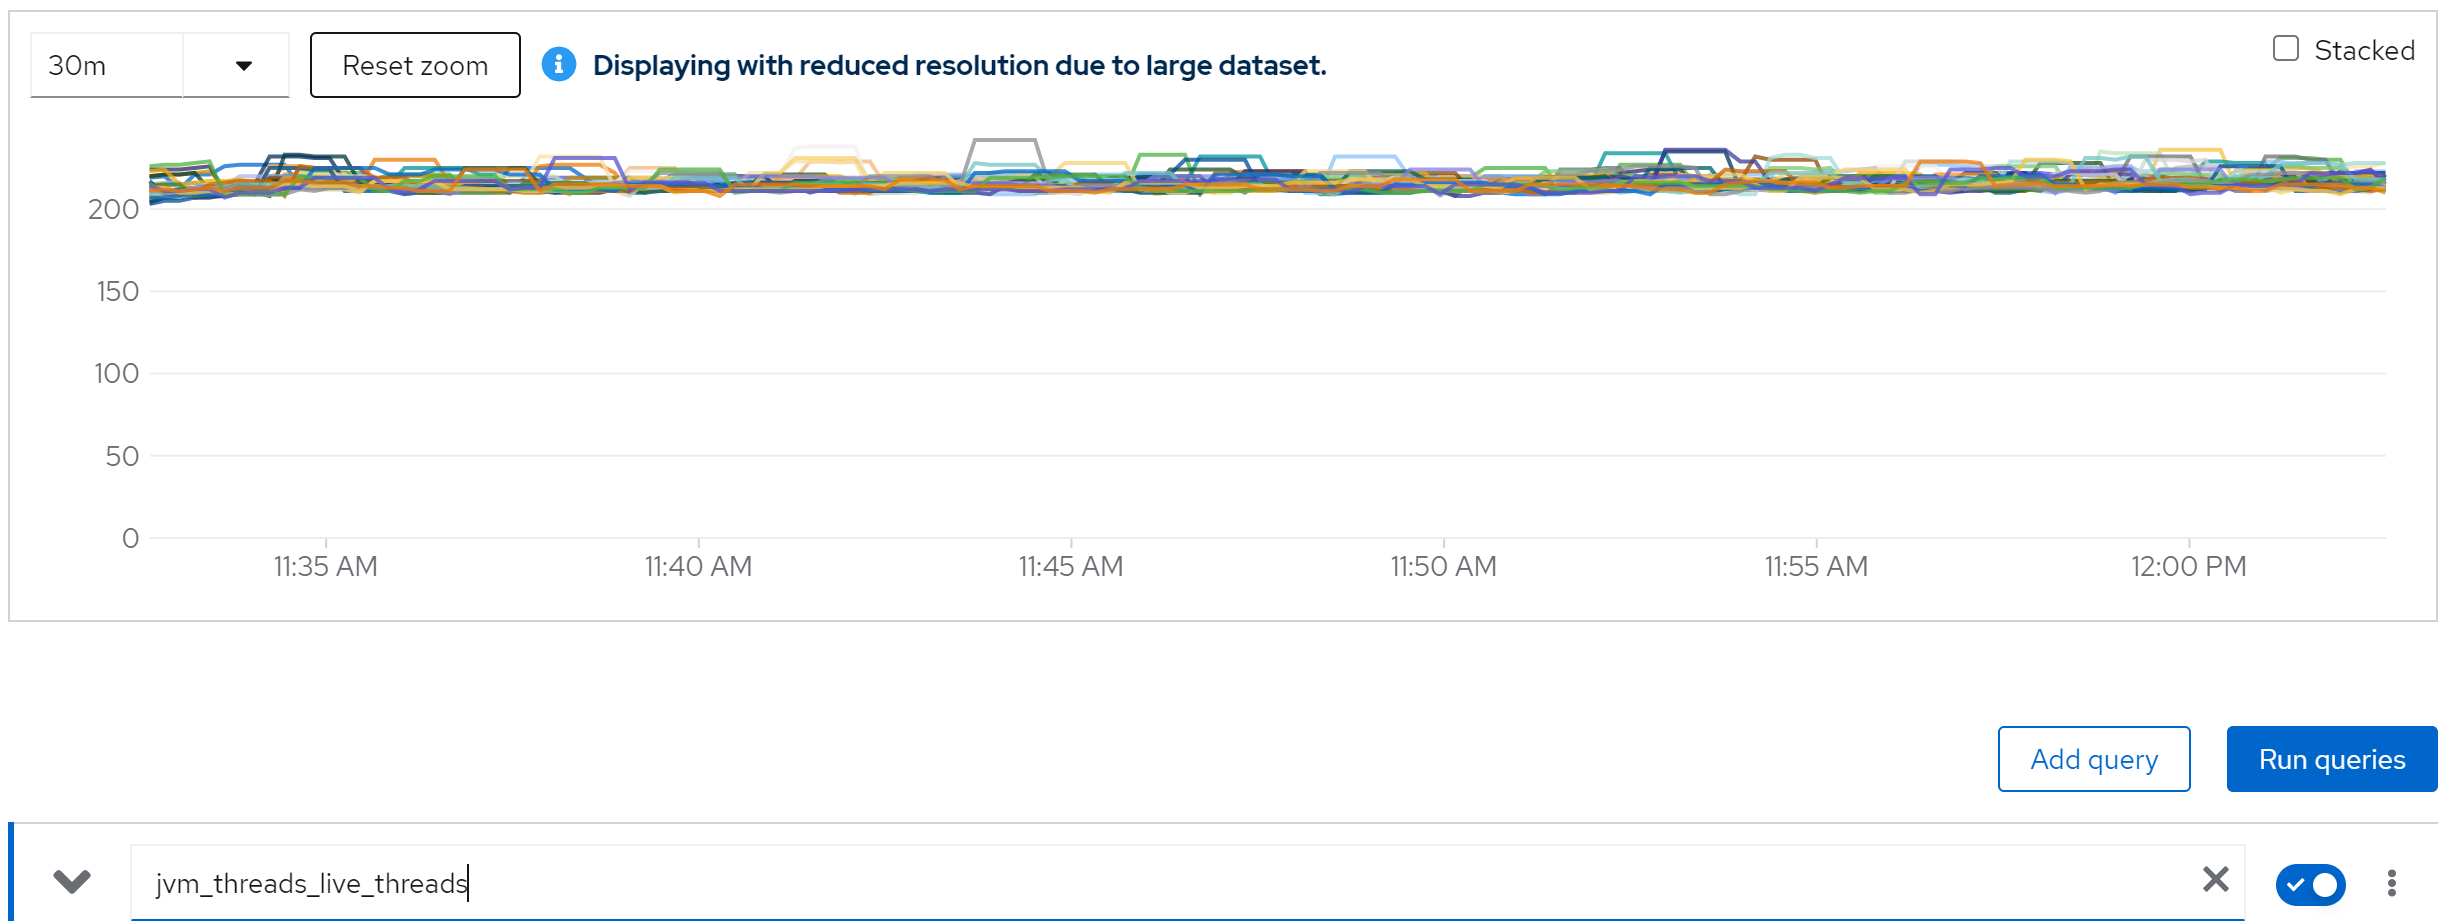 30m
Reset zoom
Displaying with reduced resolution due to large dataset.
Stacked
200
150
100
50
0
11:35 AM 11:40 AM 11:45 AM 11:50 AM 11:55 AM 12:00 PM
Add query
Run queries
jvm_threads_live_threads